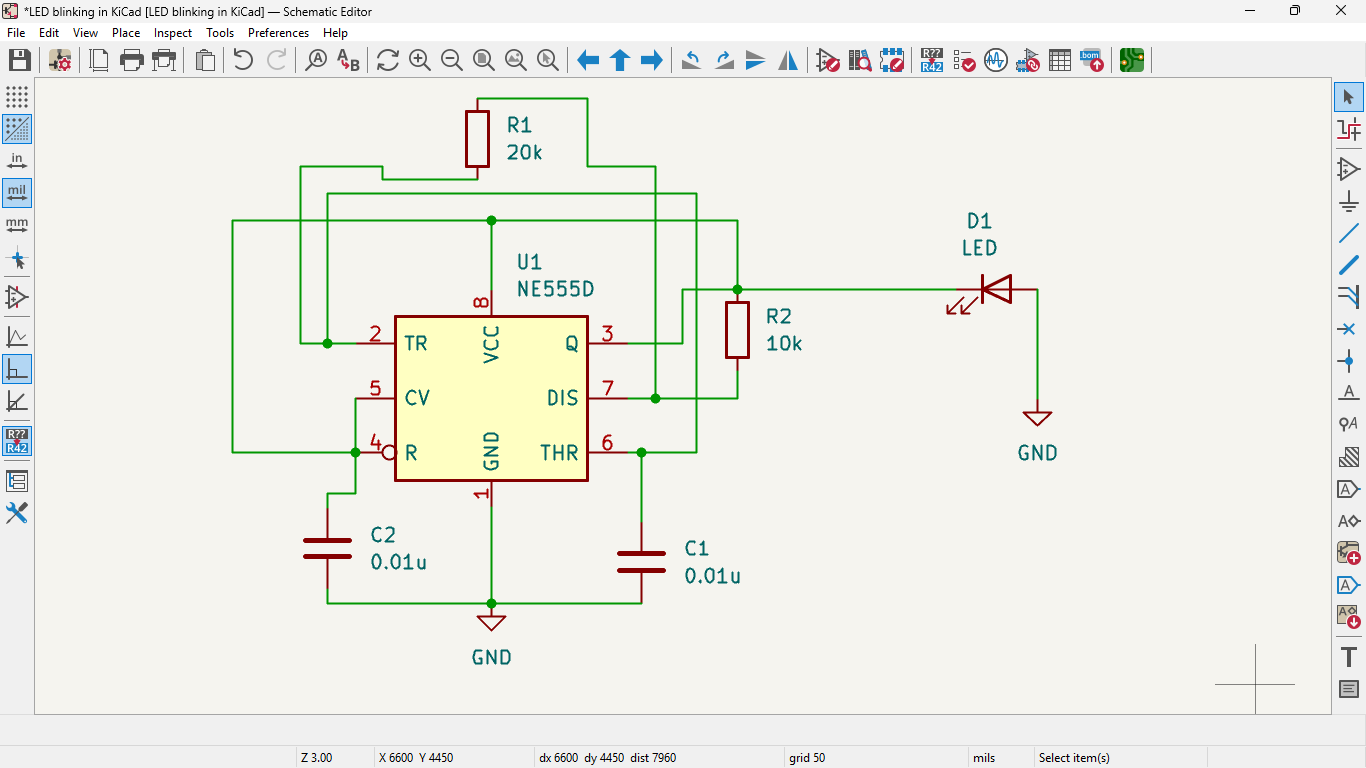 *LED blinking in KiCad [LED blinking in KiCad] — Schematic Editor
File Edit View Place Inspect Tools Preferences Help
A B
R??
R42
bom
in
mil
mm
R??
R42
A
A
A
A
A
A
T
R1
20k
D1
LED
U1
NE555D
8
R2
10k
2 TR
VCC
Q 3
5 CV
DIS 7
4 R
GND
THR 6
1
GND
C2
0.01u
C1
0.01u
GND
Z 3.00 X 6600 Y 4450 dx 6600 dy 4450 dist 7960 grid 50 mils Select item(s)